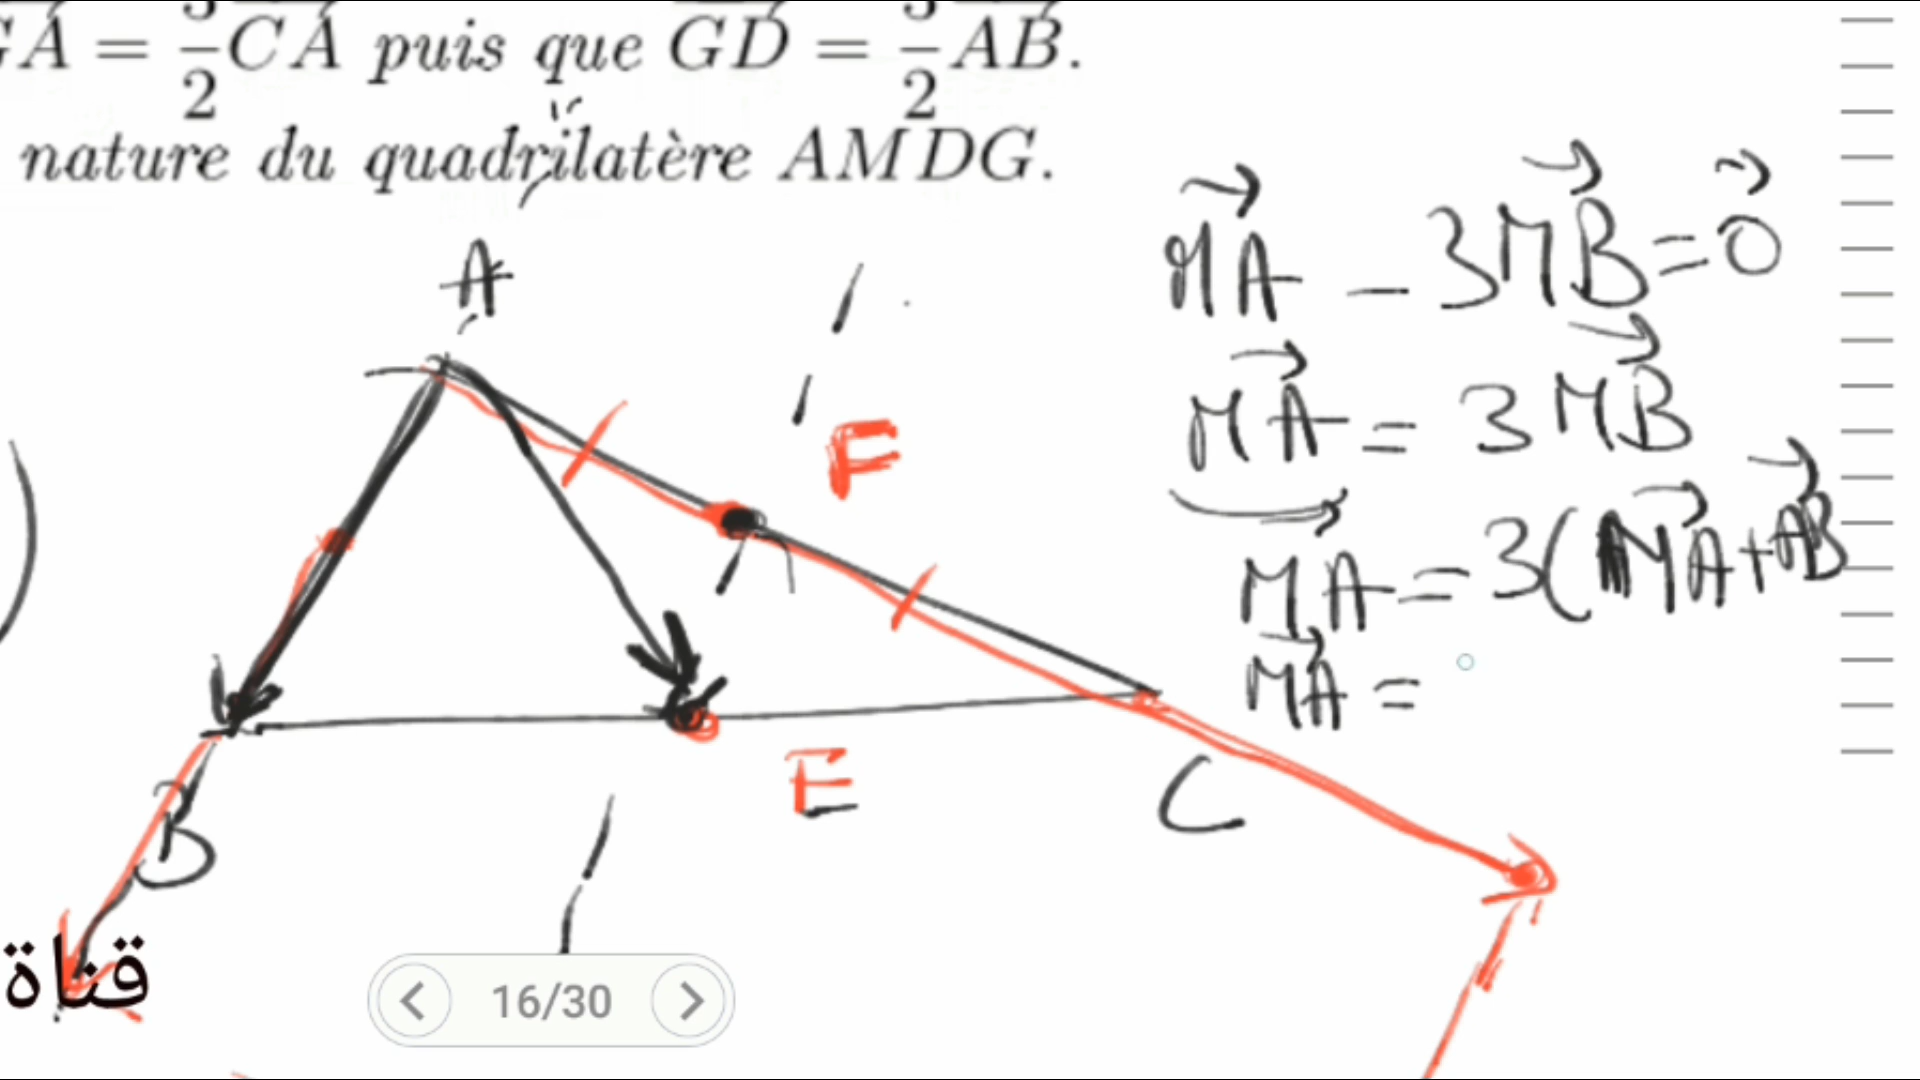 GA = 3/2 CA puis que GD = 3/2 AB.
nature du quadrilatère AMDG.
MA - 3MB = 0
MA = 3MB
MA = 3(MA+AB
MA =
A
F
E
B
C
قناة
16/30